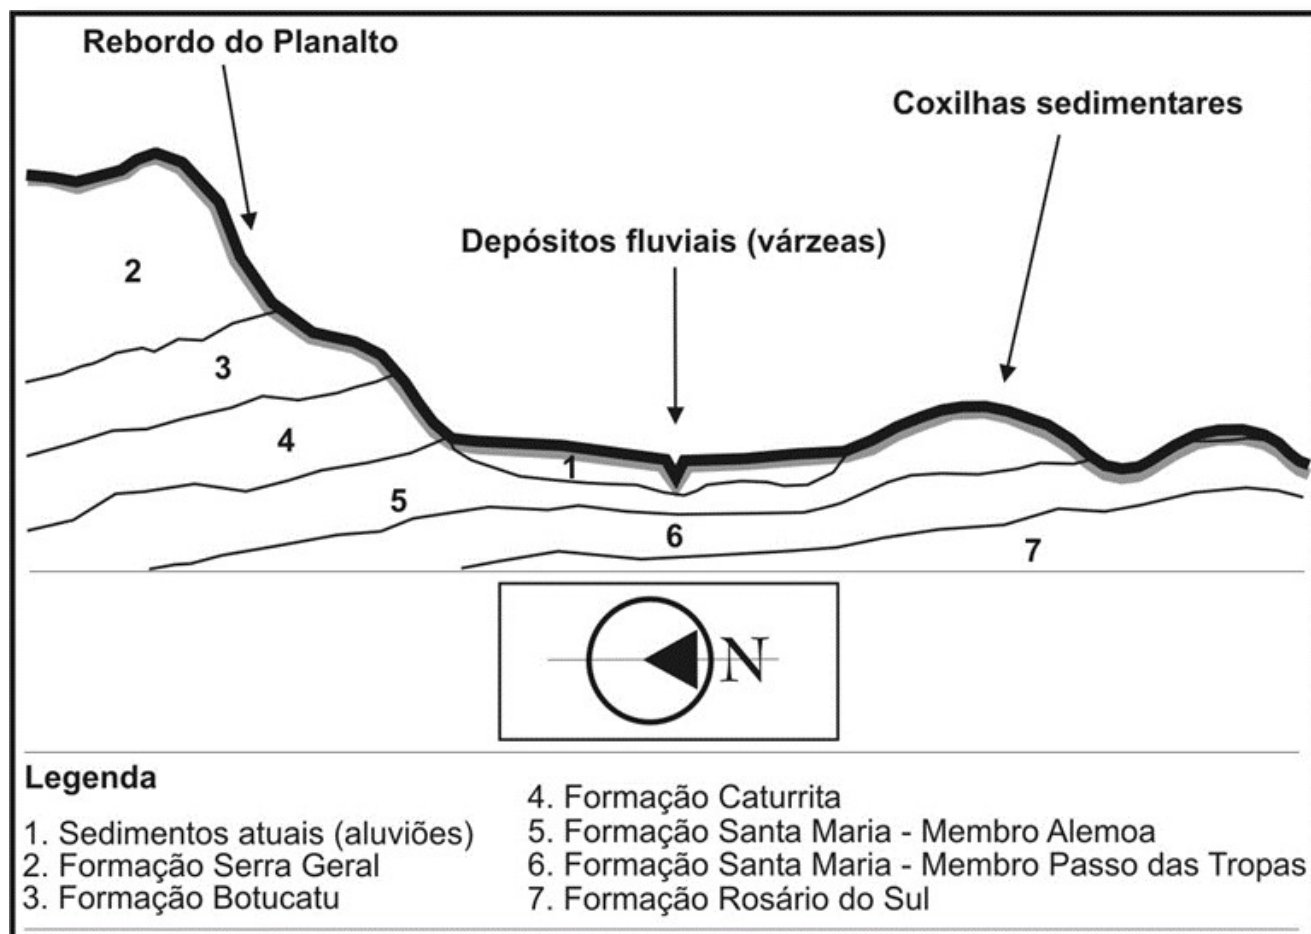 Rebordo do Planalto
Coxilhas sedimentares
Depósitos fluviais (várzeas)
2
3
4
1
5
6
7
N
Legenda
1. Sedimentos atuais (aluviões)
2. Formação Serra Geral
3. Formação Botucatu
4. Formação Caturrita
5. Formação Santa Maria - Membro Alemoa
6. Formação Santa Maria - Membro Passo das Tropas
7. Formação Rosário do Sul